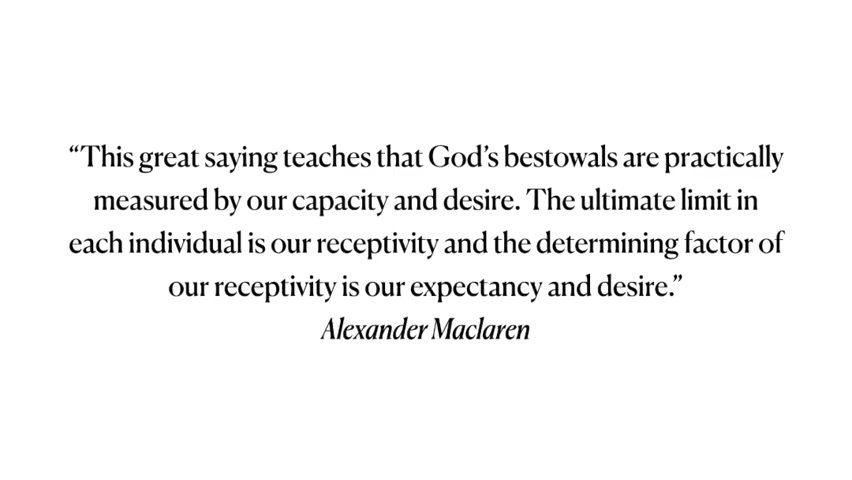 “This great saying teaches that God’s bestowals are practically
measured by our capacity and desire. The ultimate limit in
each individual is our receptivity and the determining factor of
our receptivity is our expectancy and desire.”
Alexander Maclaren